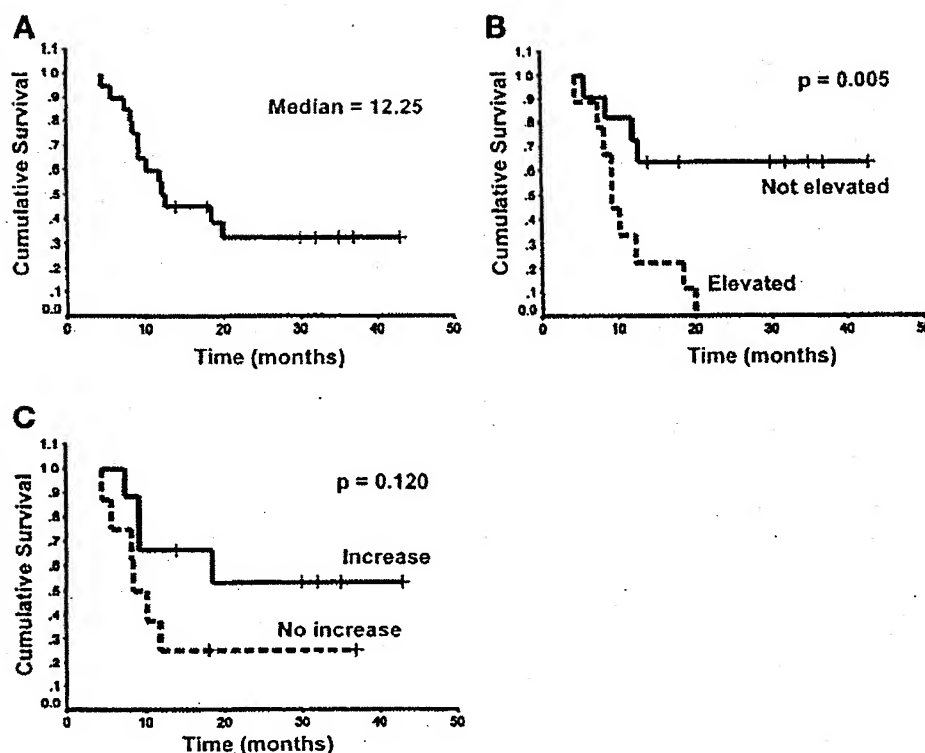 A
Cumulative Survival
1.1
1.0
.9
.8
.7
.6
.5
.4
.3
.2
.1
0.0
Median = 12.25
0 10 20 30 40 50
Time (months)
B
Cumulative Survival
1.1
1.0
.9
.8
.7
.6
.5
.4
.3
.2
.1
0.0
p = 0.005
Not elevated
Elevated
0 10 20 30 40 50
Time (months)
C
Cumulative Survival
1.1
1.0
.9
.8
.7
.6
.5
.4
.3
.2
.1
0.0
p = 0.120
Increase
No increase
0 10 20 30 40 50
Time (months)